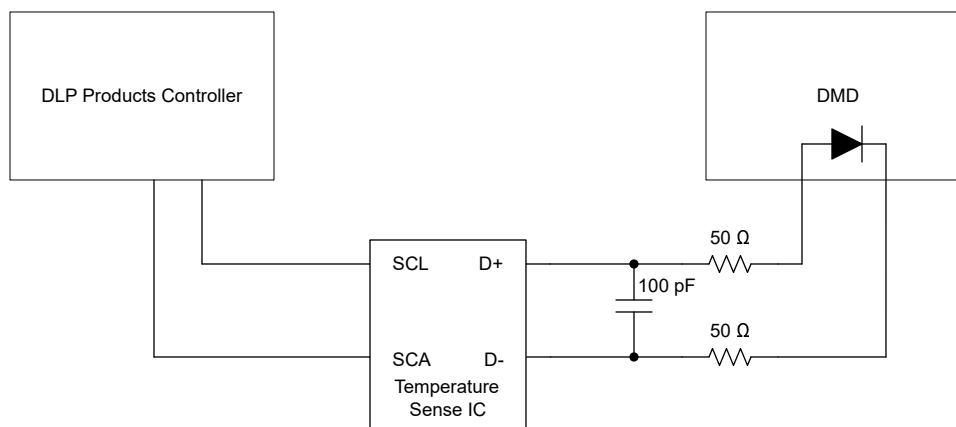 DLP Products Controller
DMD
50 Ω
SCL D+
100 pF
50 Ω
SCA D-
Temperature
Sense IC